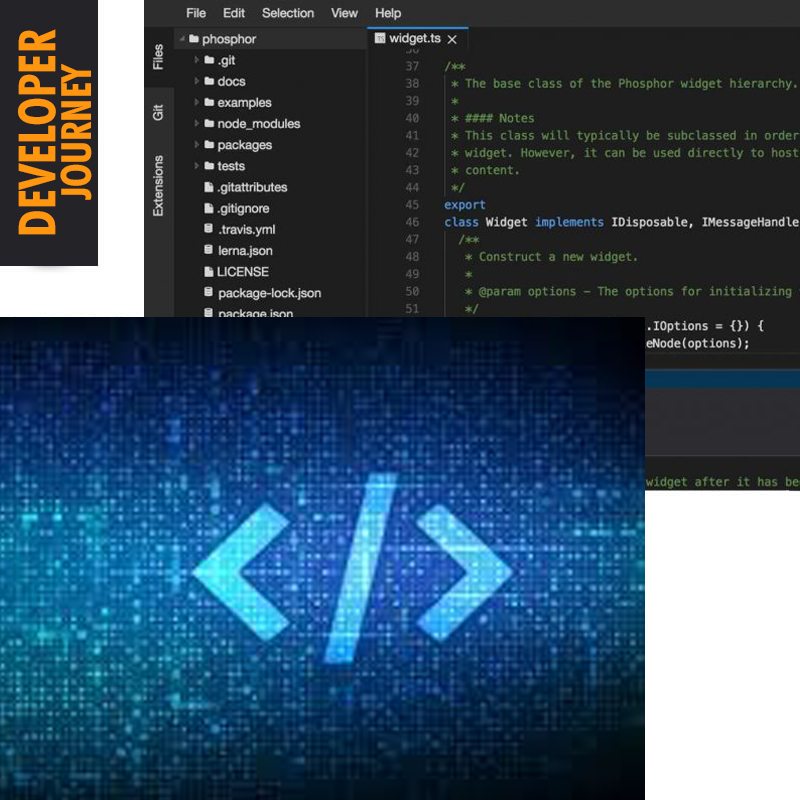 DEVELOPER
JOURNEY
File Edit Selection View Help
Files
Git
Extensions
phosphor
.git
docs
examples
node_modules
packages
tests
.gitattributes
.gitignore
.travis.yml
lerna.json
LICENSE
package-lock.json
package.json
widget.ts
37 /**
38 * The base class of the Phosphor widget hierarchy.
39 *
40 * #### Notes
41 * This class will typically be subclassed in order
42 * widget. However, it can be used directly to host
43 * content.
44 */
45 export
46 class Widget implements IDisposable, IMessageHandle
47 /**
48 * Construct a new widget.
49 *
50 * @param options - The options for initializing
51 */
.IOptions = {}) {
eNode(options);
widget after it has be
</>